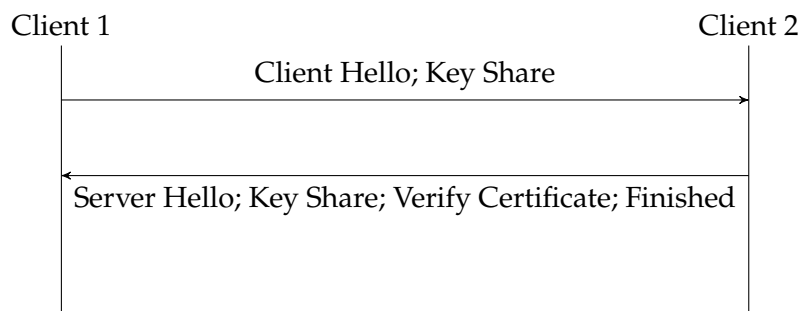 Client 1
Client 2
Client Hello; Key Share
Server Hello; Key Share; Verify Certificate; Finished